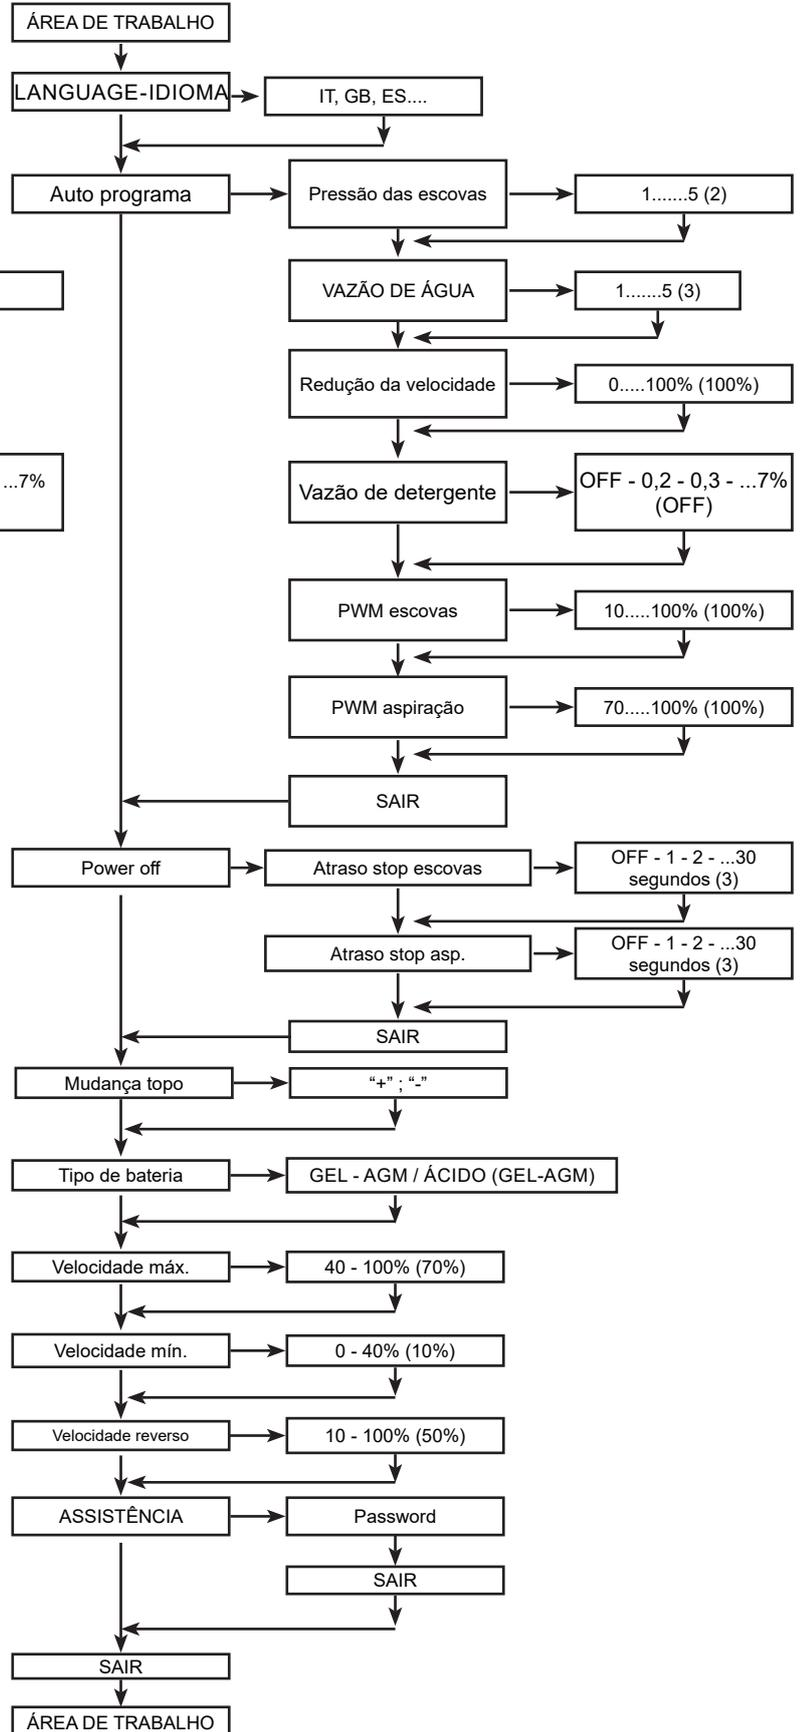 ÁREA DE TRABALHO
LANGUAGE-IDIOMA
IT, GB, ES....
Auto programa
Pressão das escovas
1.......5 (2)
VAZÃO DE ÁGUA
1.......5 (3)
Redução da velocidade
0.....100% (100%)
...7%
Vazão de detergente
OFF - 0,2 - 0,3 - ...7%
(OFF)
PWM escovas
10.....100% (100%)
PWM aspiração
70.....100% (100%)
SAIR
Power off
Atraso stop escovas
OFF - 1 - 2 - ...30
segundos (3)
Atraso stop asp.
OFF - 1 - 2 - ...30
segundos (3)
SAIR
Mudança topo
“+” ; “-”
Tipo de bateria
GEL - AGM / ÁCIDO (GEL-AGM)
Velocidade máx.
40 - 100% (70%)
Velocidade mín.
0 - 40% (10%)
Velocidade reverso
10 - 100% (50%)
ASSISTÊNCIA
Password
SAIR
SAIR
ÁREA DE TRABALHO